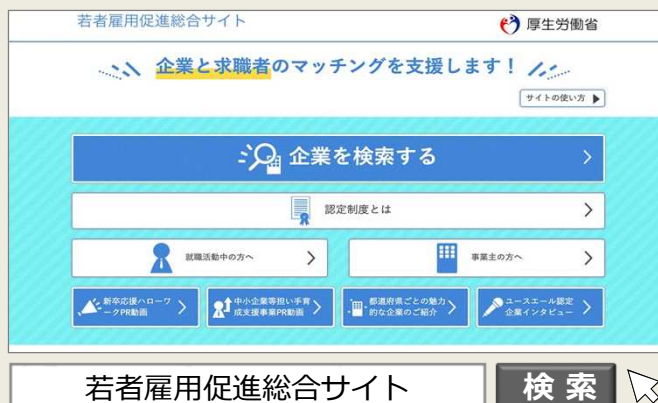 若者雇用促進総合サイト
厚生労働省
企業と求職者のマッチングを支援します！
サイトの使い方 ▶
企業を検索する
認定制度とは
就職活動中の方へ
事業主の方へ
新卒応援ハローワ
ークPR動画
中小企業等担い手育
成支援事業PR動画
都道府県ごとの魅力
的な企業のご紹介
ユースエール認定
企業インタビュー
若者雇用促進総合サイト
検索